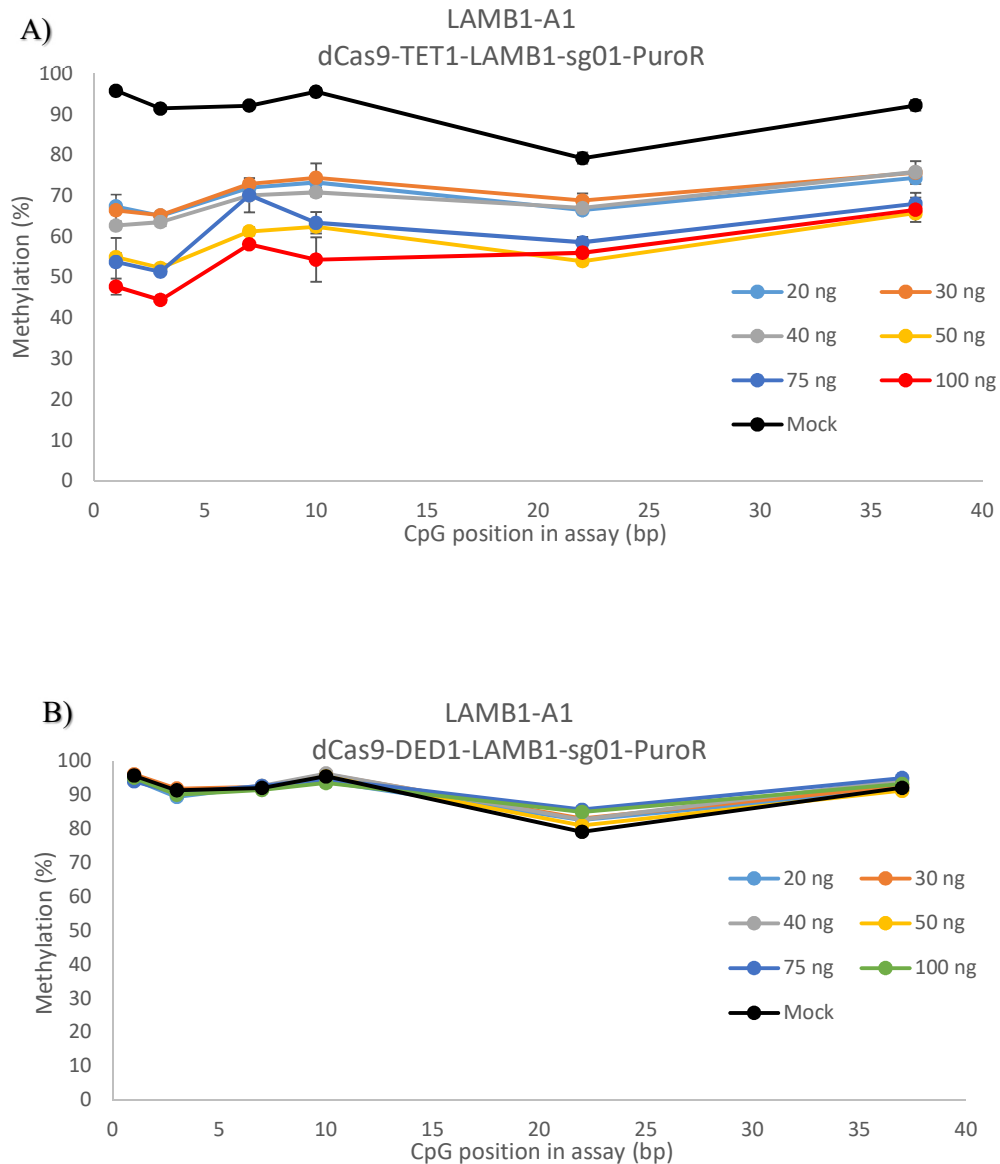 A)
LAMB1-A1
dCas9-TET1-LAMB1-sg01-PuroR
Methylation (%)
100
90
80
70
60
50
40
30
20
10
0
0 5 10 15 20 25 30 35 40
CpG position in assay (bp)
20 ng 30 ng
40 ng 50 ng
75 ng 100 ng
Mock
B)
LAMB1-A1
dCas9-DED1-LAMB1-sg01-PuroR
Methylation (%)
100
90
80
70
60
50
40
30
20
10
0
0 5 10 15 20 25 30 35 40
CpG position in assay (bp)
20 ng 30 ng
40 ng 50 ng
75 ng 100 ng
Mock